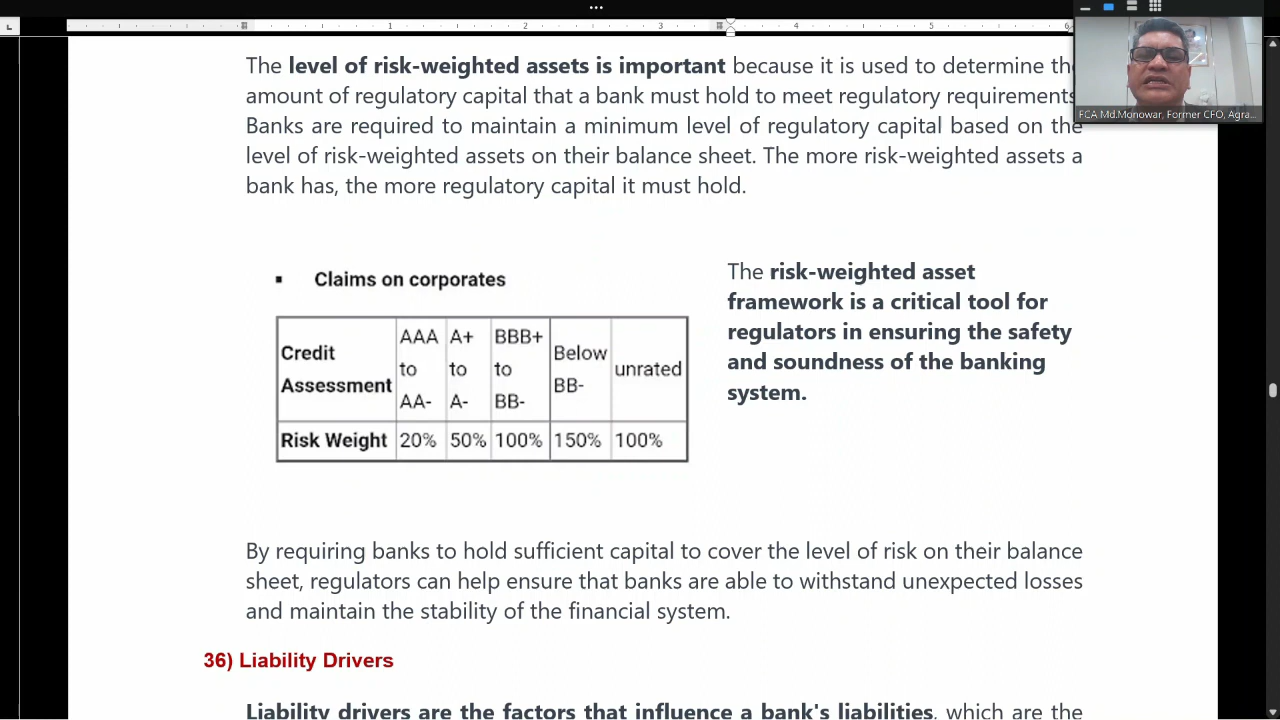 •••
1 2 3 4 5 6
FCA Md.Monowar, Former CFO, Agra...
The level of risk-weighted assets is important because it is used to determine the
amount of regulatory capital that a bank must hold to meet regulatory requirements
Banks are required to maintain a minimum level of regulatory capital based on the
level of risk-weighted assets on their balance sheet. The more risk-weighted assets a
bank has, the more regulatory capital it must hold.
▪ Claims on corporates
Credit Assessment AAA to AA- A+ to A- BBB+ to BB- Below BB- unrated
Risk Weight 20% 50% 100% 150% 100%
The risk-weighted asset
framework is a critical tool for
regulators in ensuring the safety
and soundness of the banking
system.
By requiring banks to hold sufficient capital to cover the level of risk on their balance
sheet, regulators can help ensure that banks are able to withstand unexpected losses
and maintain the stability of the financial system.
36) Liability Drivers
Liability drivers are the factors that influence a bank's liabilities, which are the